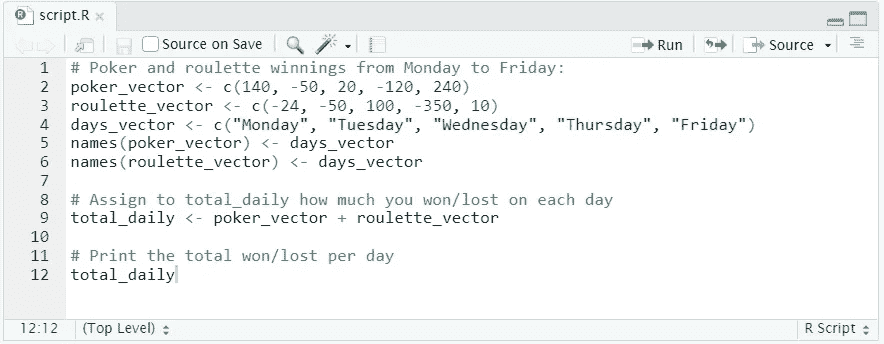 script.R
Source on Save
Run
Source
1 # Poker and roulette winnings from Monday to Friday:
2 poker_vector <- c(140, -50, 20, -120, 240)
3 roulette_vector <- c(-24, -50, 100, -350, 10)
4 days_vector <- c("Monday", "Tuesday", "Wednesday", "Thursday", "Friday")
5 names(poker_vector) <- days_vector
6 names(roulette_vector) <- days_vector
7
8 # Assign to total_daily how much you won/lost on each day
9 total_daily <- poker_vector + roulette_vector
10
11 # Print the total won/lost per day
12 total_daily
12:12 (Top Level) R Script